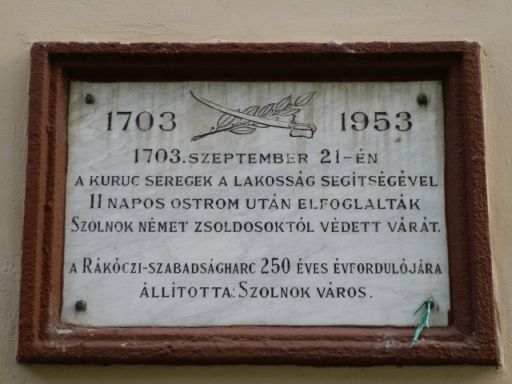 1703 1953
1703. SZEPTEMBER 21-ÉN
A KURUC SEREGEK A LAKOSSÁG SEGÍTSÉGÉVEL
11 NAPOS OSTROM UTÁN ELFOGLALTÁK
SZOLNOK NÉMET ZSOLDOSOKTÓL VÉDETT VÁRÁT.
A RÁKÓCZI-SZABADSÁGHARC 250 ÉVES ÉVFORDULÓJÁRA
ÁLLÍTOTTA: SZOLNOK VÁROS.